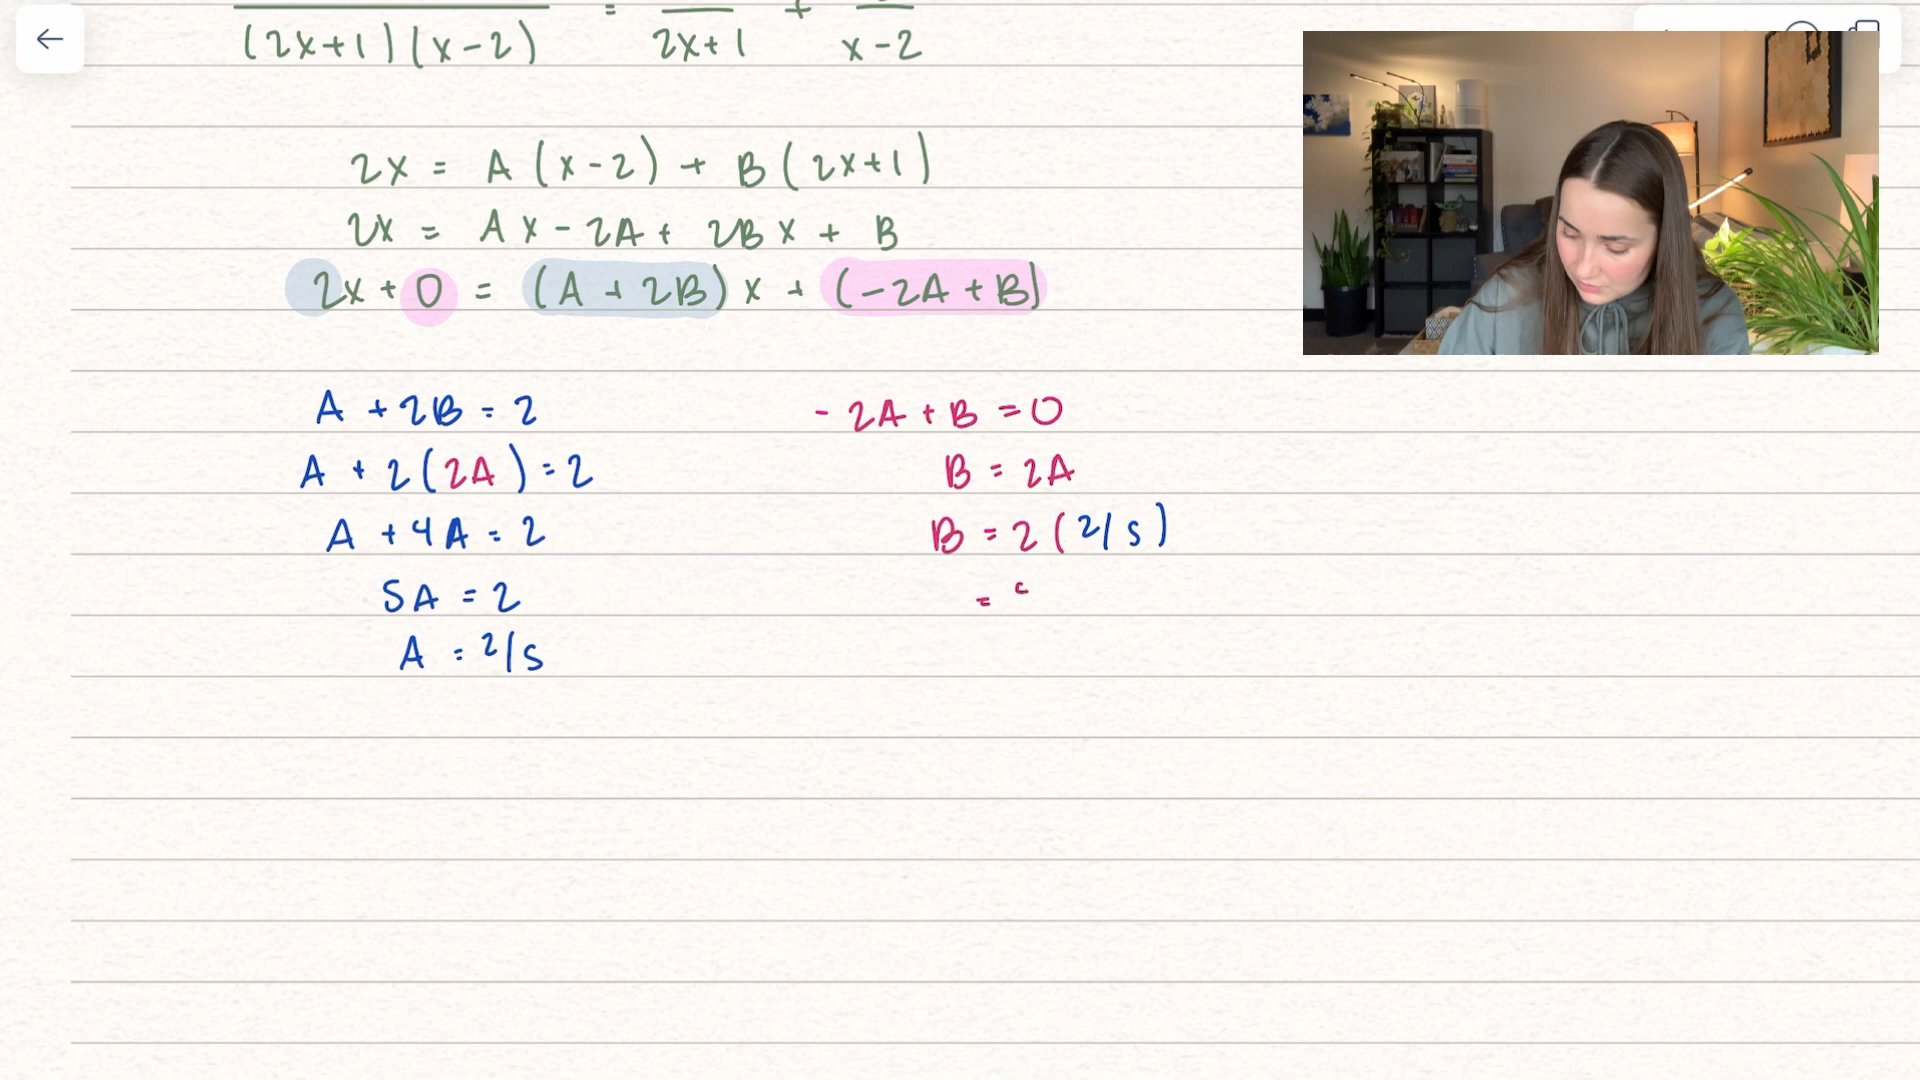 (2x+1)(x-2) = 2x+1 + x-2
2x = A(x-2) + B(2x+1)
2x = Ax - 2A + 2Bx + B
2x + 0 = (A + 2B)x + (-2A + B)
A + 2B = 2
A + 2(2A) = 2
A + 4A = 2
5A = 2
A = 2/5
-2A + B = 0
B = 2A
B = 2(2/5)
=